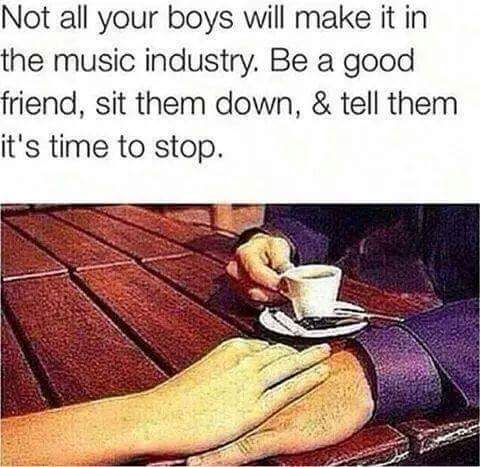 Not all your boys will make it in
the music industry. Be a good
friend, sit them down, & tell them
it's time to stop.